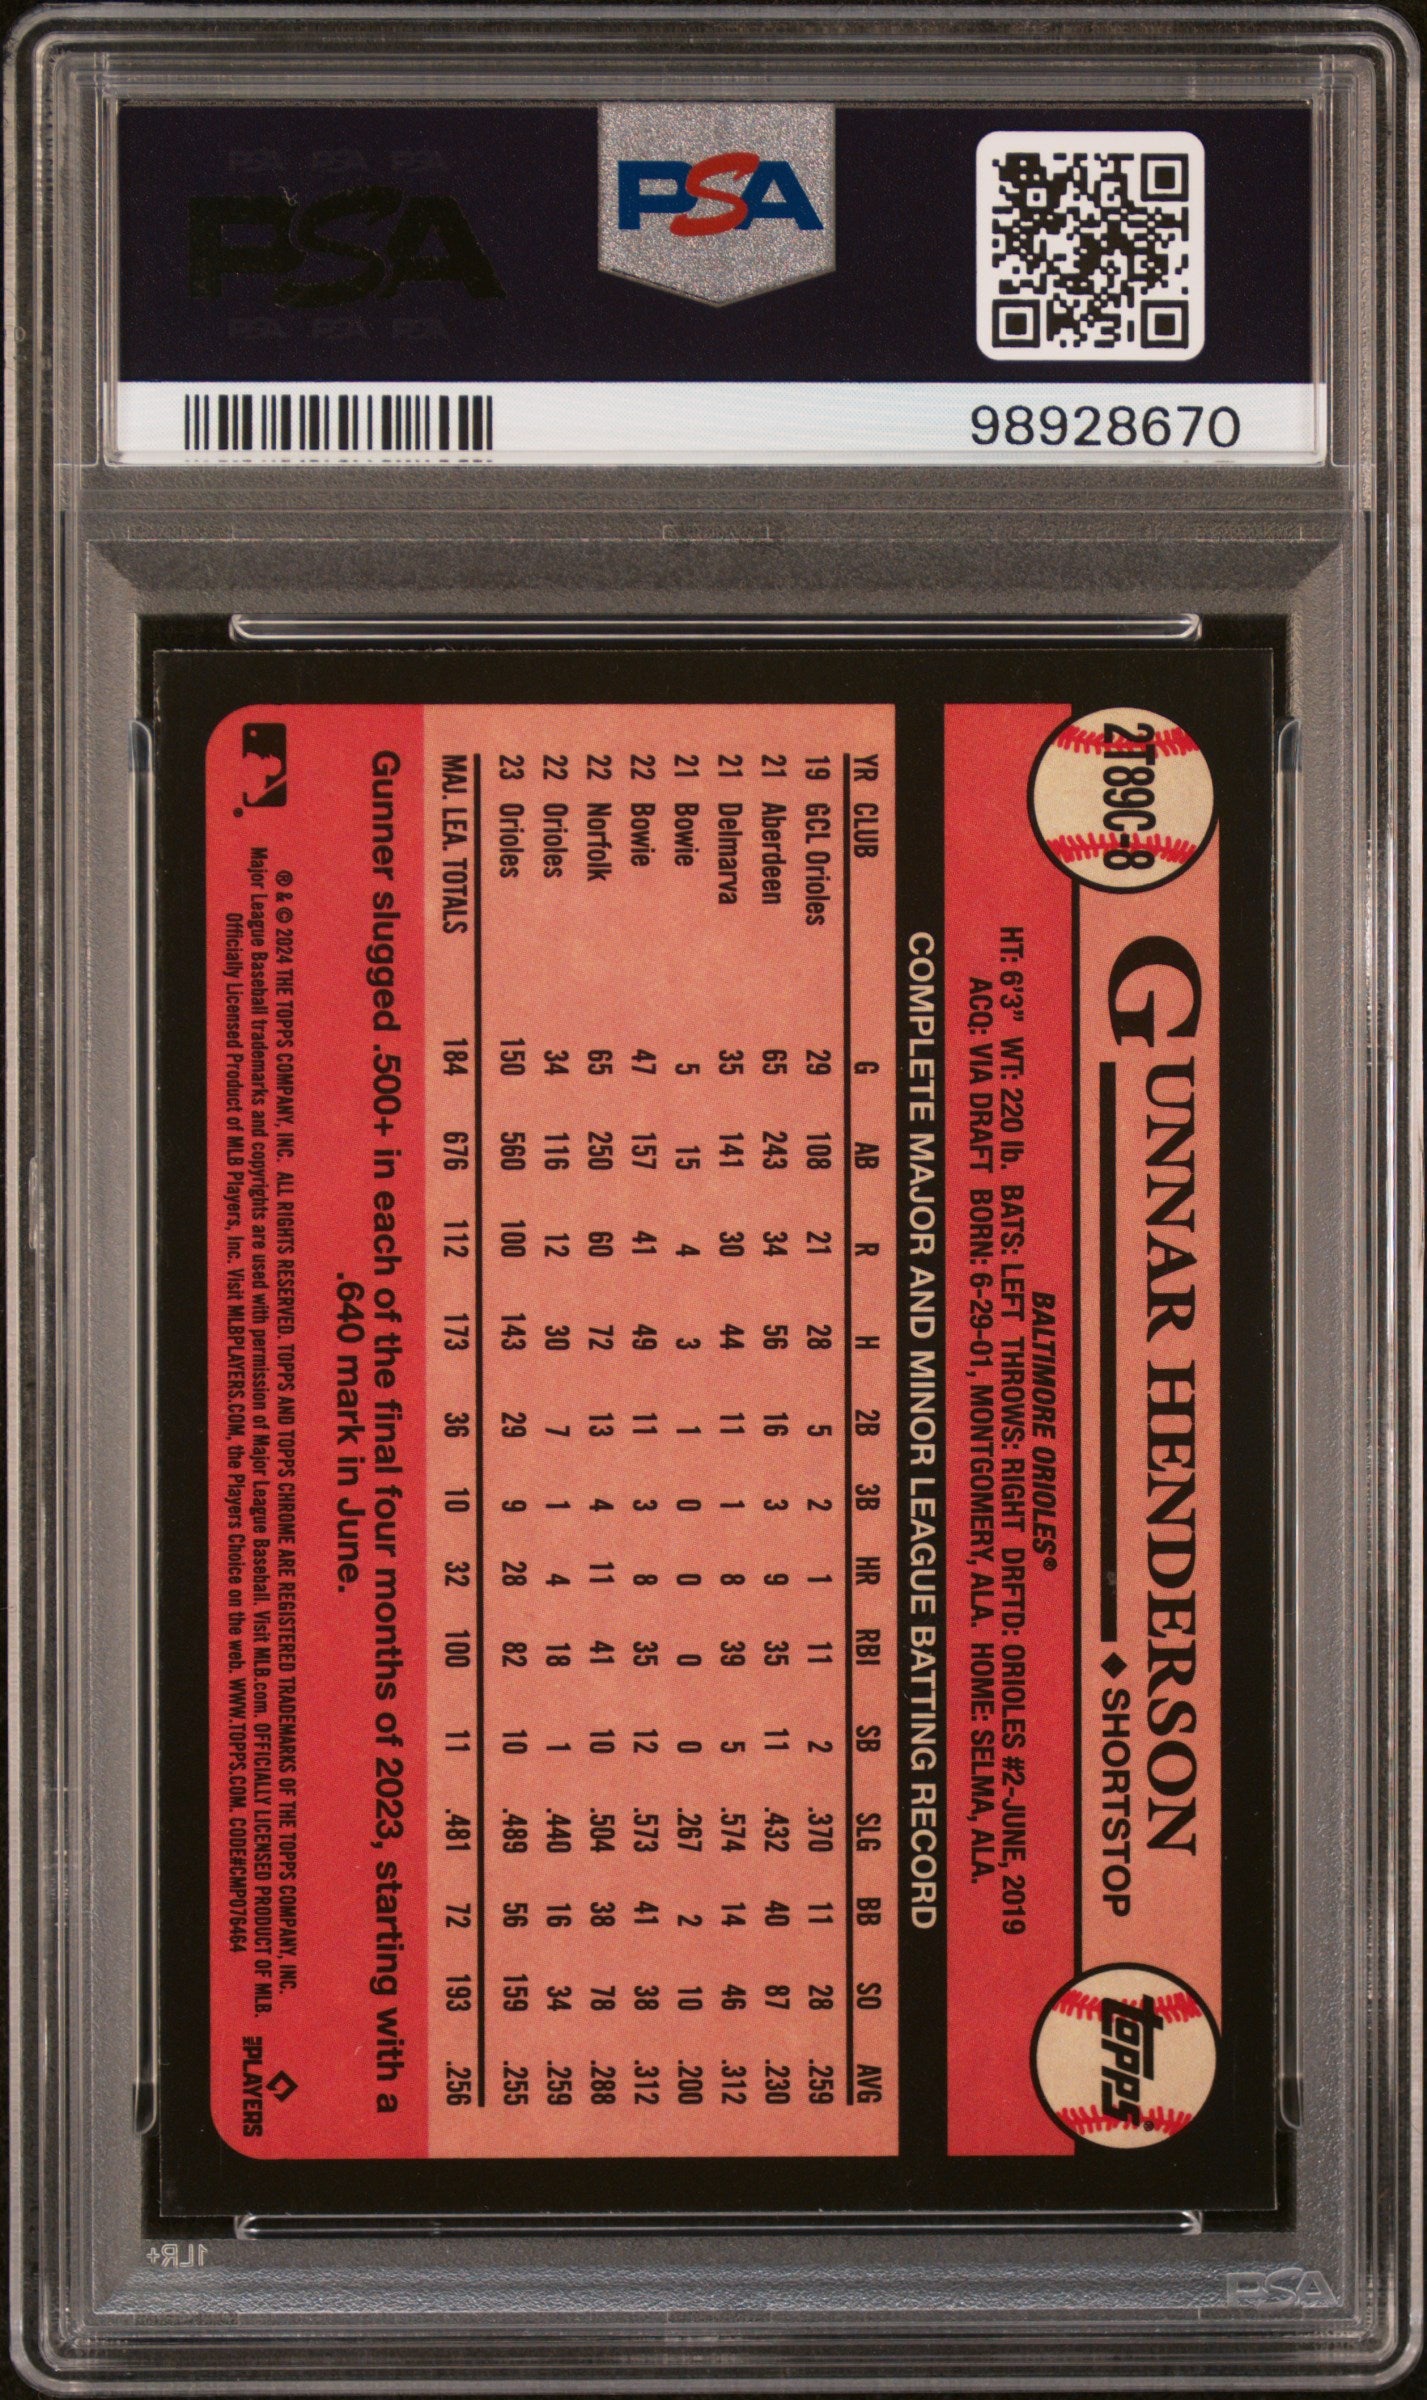 PSA PSA PSA
PSA
PSA PSA PSA
PSA
98928670
2T89C-8
GUNNAR HENDERSON
◆ SHORTSTOP
Topps®
BALTIMORE ORIOLES®
HT: 6'3" WT: 220 lb. BATS: LEFT THROWS: RIGHT DRFTD: ORIOLES #2-JUNE, 2019
ACQ: VIA DRAFT BORN: 6-29-01, MONTGOMERY, ALA. HOME: SELMA, ALA.
COMPLETE MAJOR AND MINOR LEAGUE BATTING RECORD
YR CLUB G AB R H 2B 3B HR RBI SB SLG BB SO AVG
19 GCL Orioles 29 108 21 28 5 2 1 11 2 .370 11 28 .259
21 Aberdeen 65 243 34 56 16 3 9 35 11 .432 40 87 .230
21 Delmarva 35 141 30 44 11 1 8 39 5 .574 14 46 .312
21 Bowie 5 15 4 3 1 0 0 0 0 .267 2 10 .200
22 Bowie 47 157 41 49 11 3 8 35 12 .573 41 38 .312
22 Norfolk 65 250 60 72 13 4 11 41 10 .504 38 78 .288
22 Orioles 34 116 12 30 7 1 4 18 1 .440 16 34 .259
23 Orioles 150 560 100 143 29 9 28 82 10 .489 56 159 .255
MAJ. LEA. TOTALS 184 676 112 173 36 10 32 100 11 .481 72 193 .256
Gunner slugged .500+ in each of the final four months of 2023, starting with a
.640 mark in June.
® & © 2024 THE TOPPS COMPANY, INC. ALL RIGHTS RESERVED. TOPPS AND TOPPS CHROME ARE REGISTERED TRADEMARKS OF THE TOPPS COMPANY, INC.
Major League Baseball trademarks and copyrights are used with permission of Major League Baseball. Visit MLB.com. OFFICIALLY LICENSED PRODUCT OF MLB
Officially Licensed Product of MLB Players, Inc. Visit MLBPLAYERS.COM, the Players Choice on the web. WWW.TOPPS.COM. CODE#CMP076464
MLB PLAYERS
1LR+
PSA